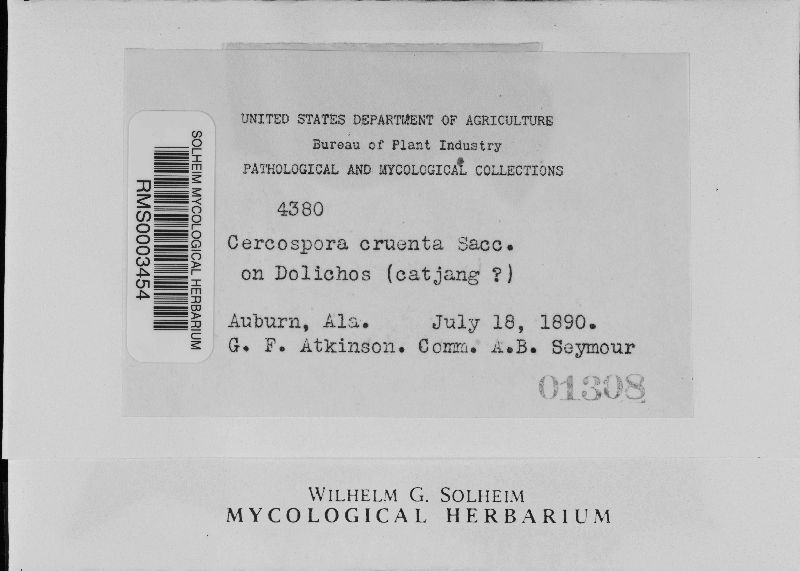 UNITED STATES DEPARTMENT OF AGRICULTURE
Bureau of Plant Industry
PATHOLOGICAL AND MYCOLOGICAL COLLECTIONS
4380
Cercospora cruenta Sacc.
on Dolichos (catjang ?)
Auburn, Ala. July 18, 1890.
G. F. Atkinson. Comm. A.B. Seymour
01308
SOLHEIM MYCOLOGICAL HERBARIUM
RMS0003454
WILHELM G. SOLHEIM
MYCOLOGICAL HERBARIUM